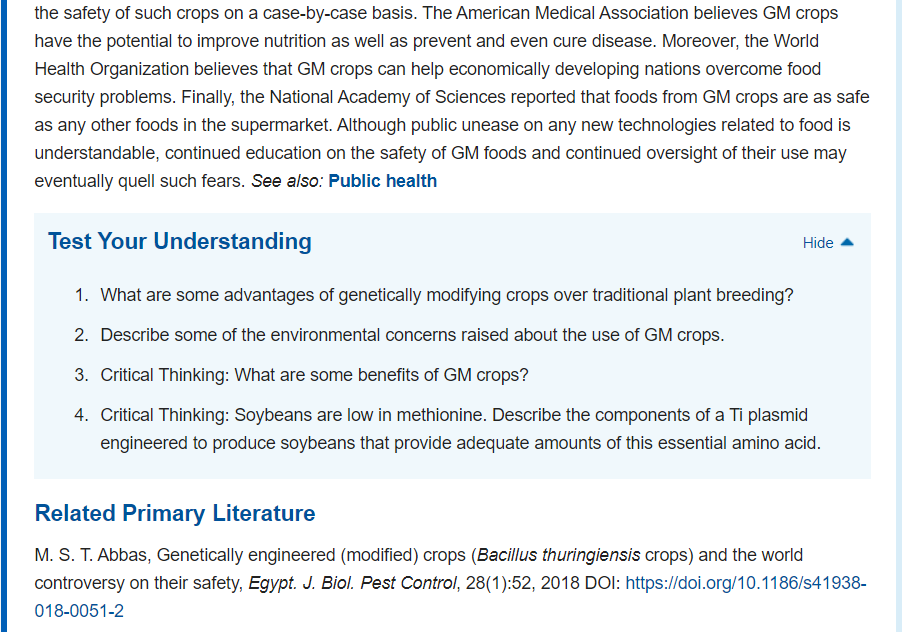 the safety of such crops on a case-by-case basis. The American Medical Association believes GM crops
have the potential to improve nutrition as well as prevent and even cure disease. Moreover, the World
Health Organization believes that GM crops can help economically developing nations overcome food
security problems. Finally, the National Academy of Sciences reported that foods from GM crops are as safe
as any other foods in the supermarket. Although public unease on any new technologies related to food is
understandable, continued education on the safety of GM foods and continued oversight of their use may
eventually quell such fears. See also: Public health
Test Your Understanding
Hide
1. What are some advantages of genetically modifying crops over traditional plant breeding?
2. Describe some of the environmental concerns raised about the use of GM crops.
3. Critical Thinking: What are some benefits of GM crops?
4. Critical Thinking: Soybeans are low in methionine. Describe the components of a Ti plasmid
engineered to produce soybeans that provide adequate amounts of this essential amino acid.
Related Primary Literature
M. S. T. Abbas, Genetically engineered (modified) crops (Bacillus thuringiensis crops) and the world
controversy on their safety, Egypt. J. Biol. Pest Control, 28(1):52, 2018 DOI: https://doi.org/10.1186/s41938-
018-0051-2